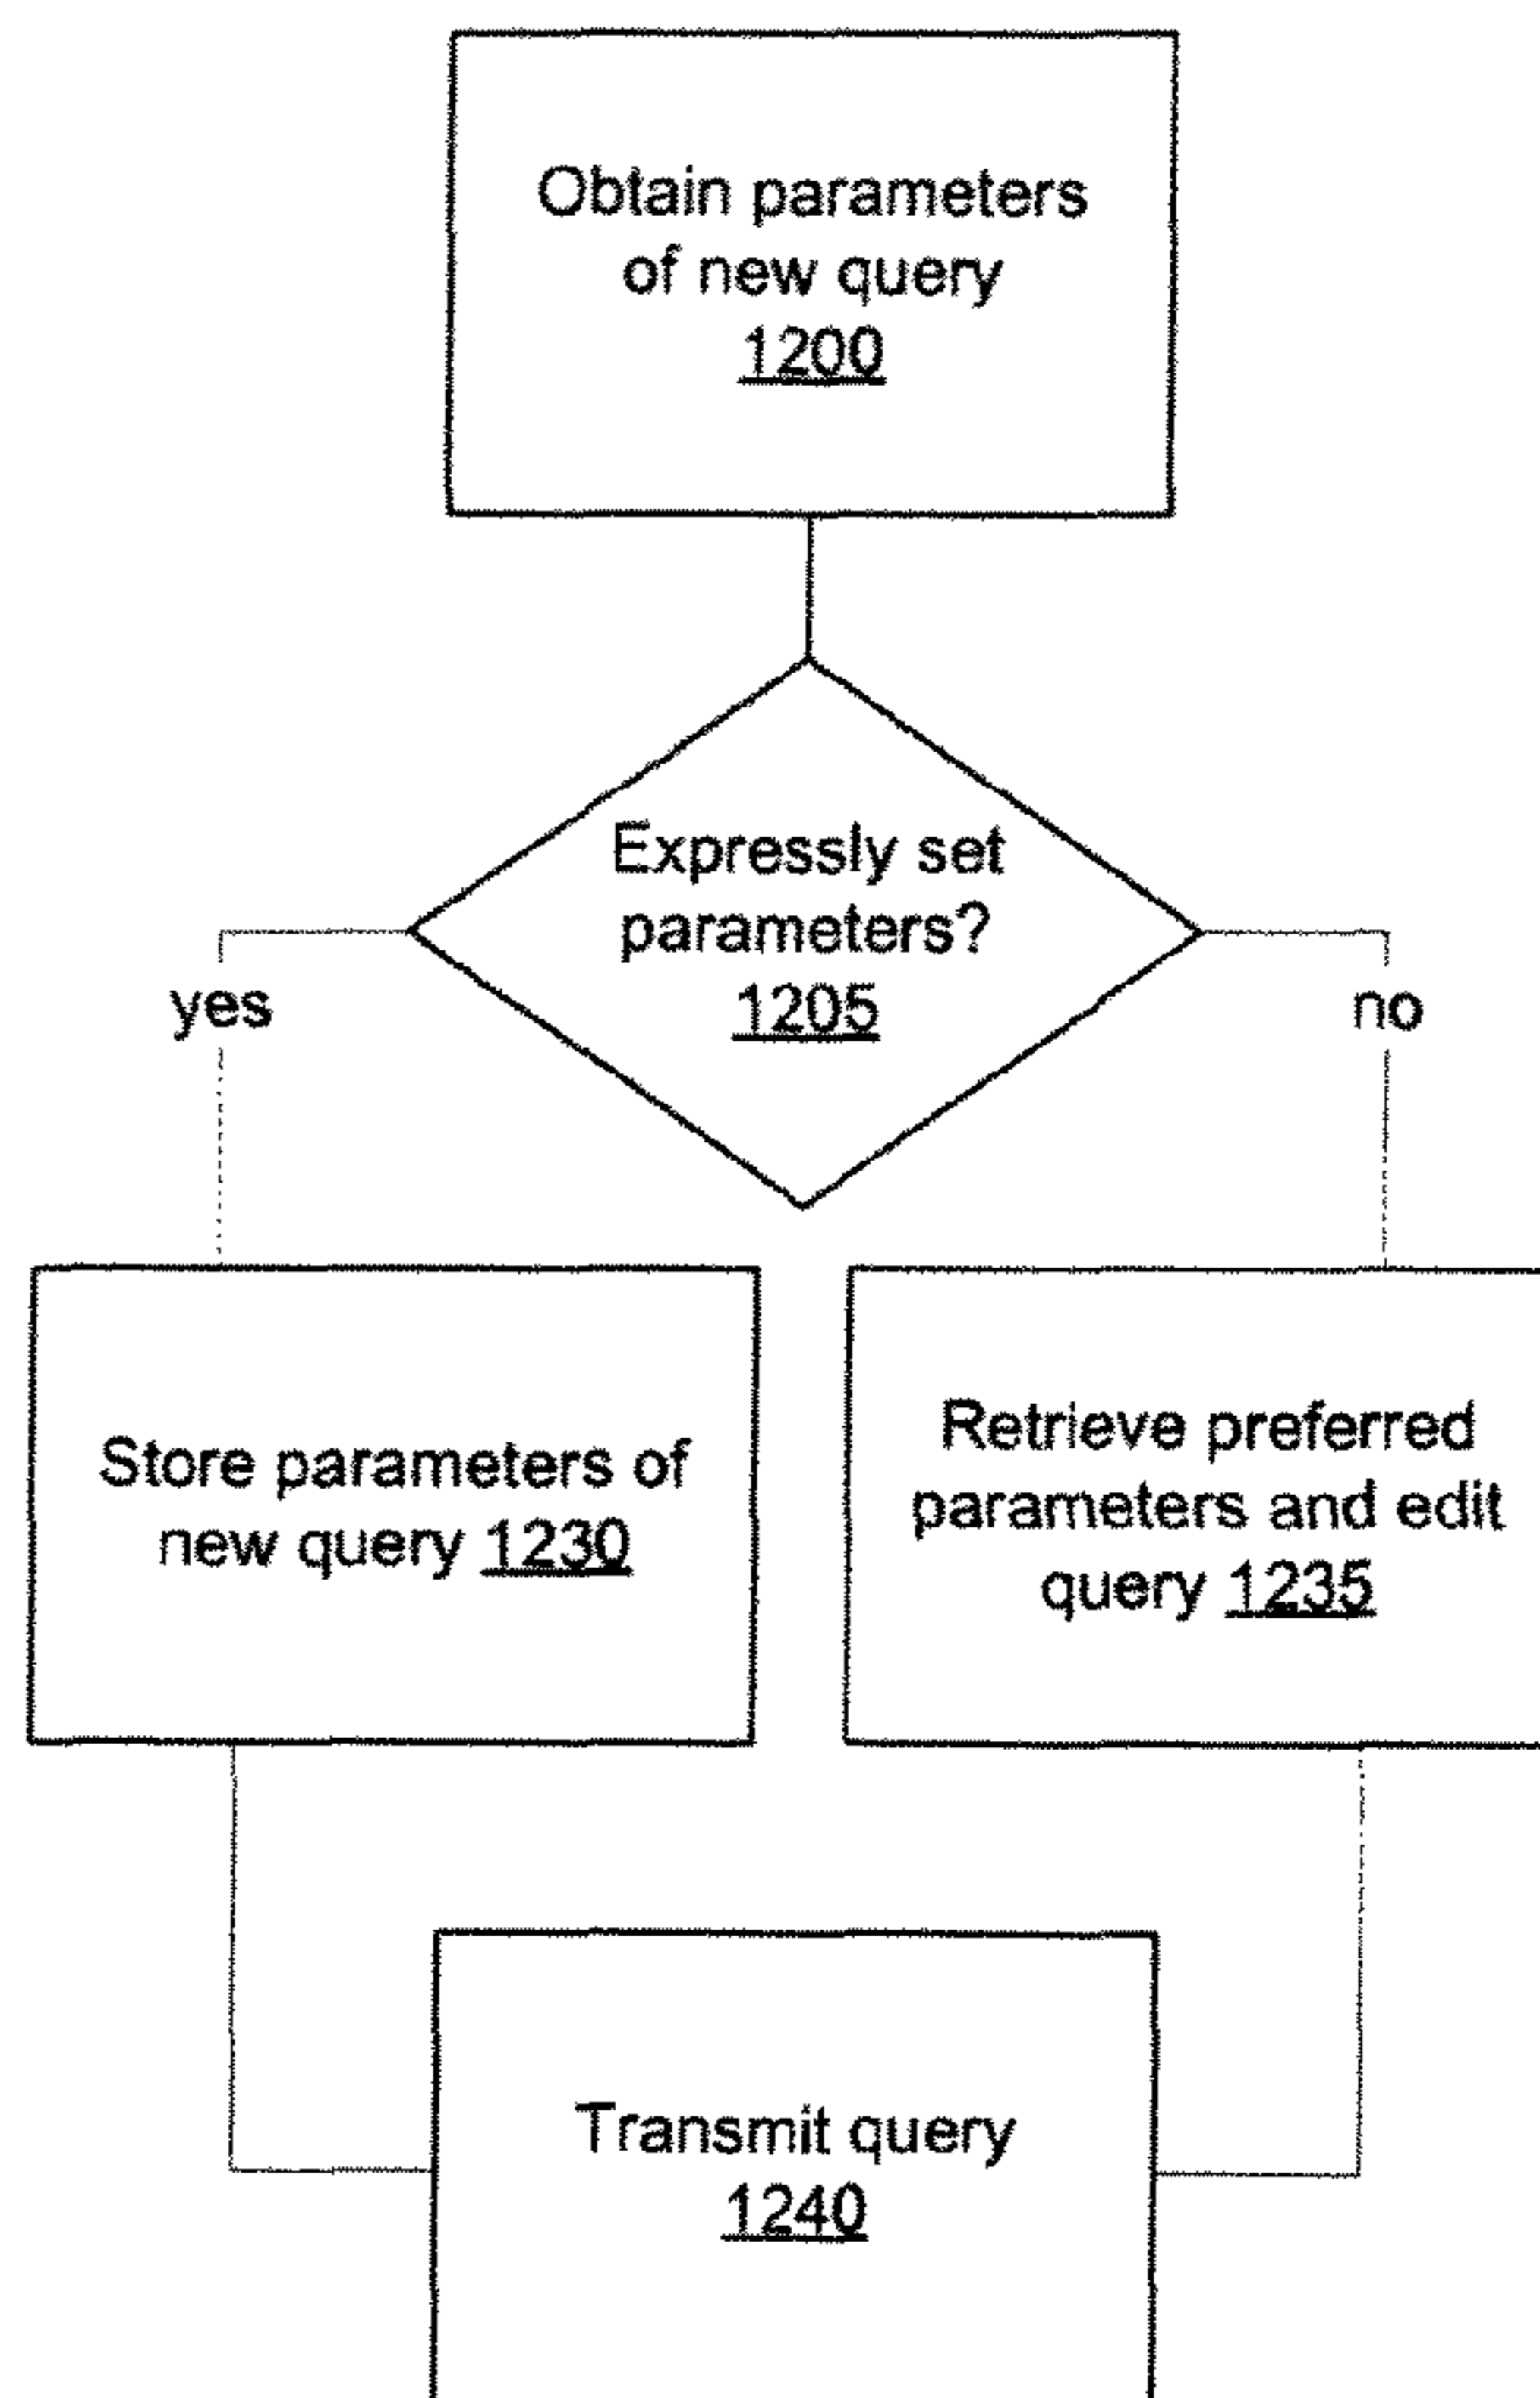 Obtain parameters
of new query
1200
Expressly set
parameters?
1205
yes
no
Store parameters of
new query 1230
Retrieve preferred
parameters and edit
query 1235
Transmit query
1240